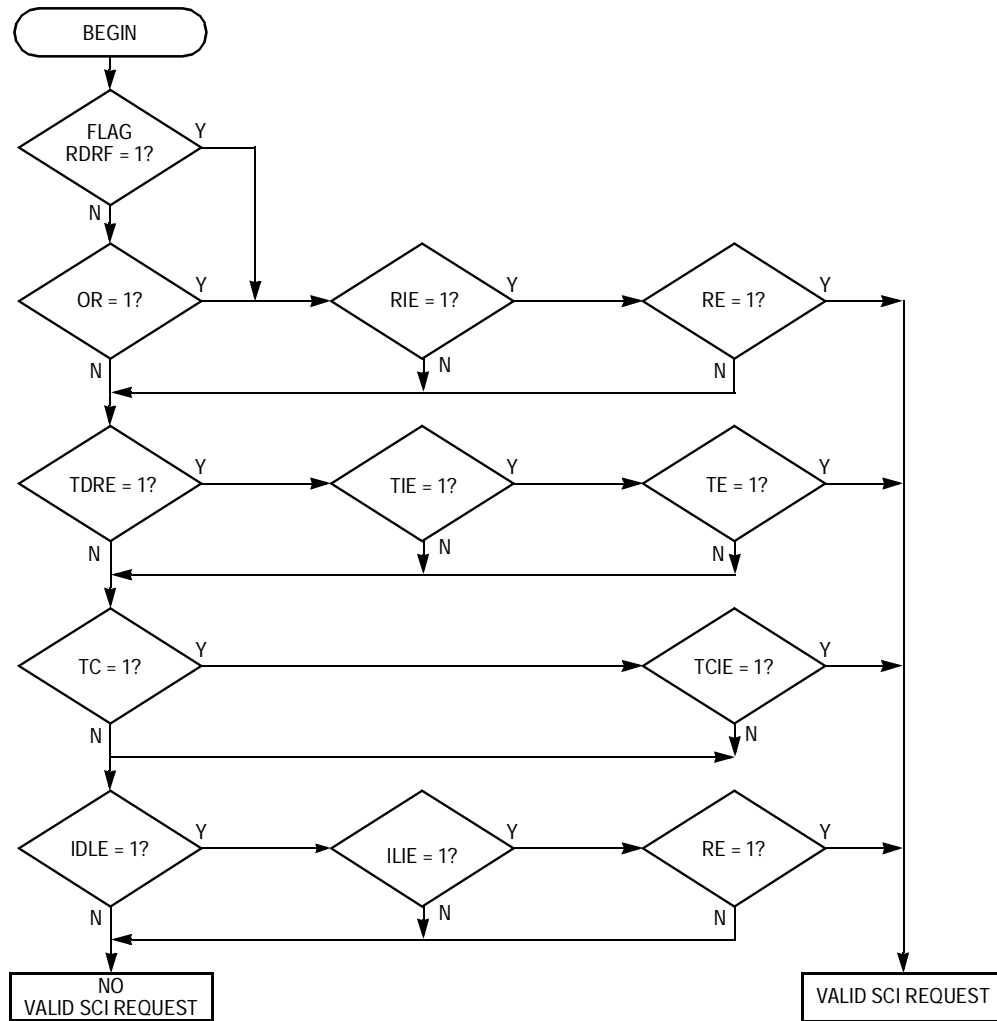 BEGIN
FLAG
RDRF = 1?
Y
N
OR = 1?
Y
RIE = 1?
Y
RE = 1?
Y
N
N
N
TDRE = 1?
Y
TIE = 1?
Y
TE = 1?
Y
N
N
N
TC = 1?
Y
TCIE = 1?
Y
N
N
IDLE = 1?
Y
ILIE = 1?
Y
RE = 1?
Y
N
N
N
NO
VALID SCI REQUEST
VALID SCI REQUEST